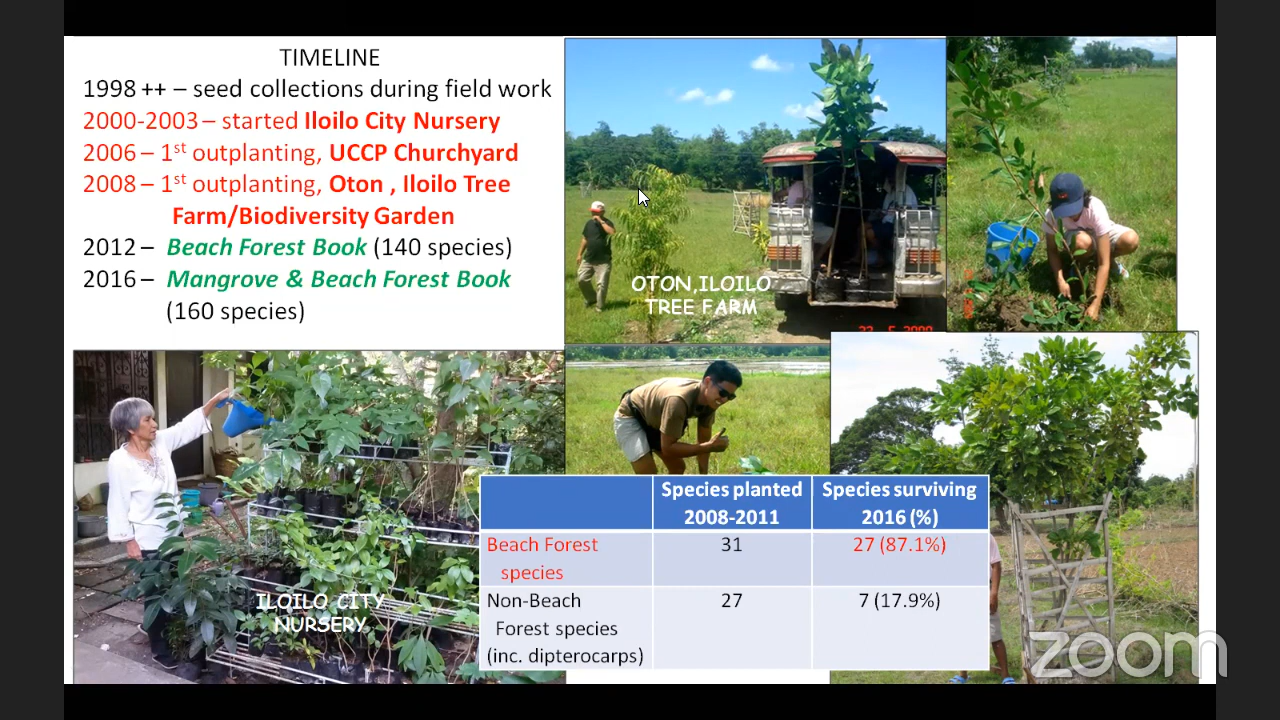 TIMELINE
1998 ++ – seed collections during field work
2000-2003 – started Iloilo City Nursery
2006 – 1st outplanting, UCCP Churchyard
2008 – 1st outplanting, Oton , Iloilo Tree
Farm/Biodiversity Garden
2012 – Beach Forest Book (140 species)
2016 – Mangrove & Beach Forest Book
(160 species)
OTON,ILOILO
TREE FARM
ILOILO CITY
NURSERY
Species planted
2008-2011
Species surviving
2016 (%)
Beach Forest
species
31
27 (87.1%)
Non-Beach
Forest species
(inc. dipterocarps)
27
7 (17.9%)
zoom